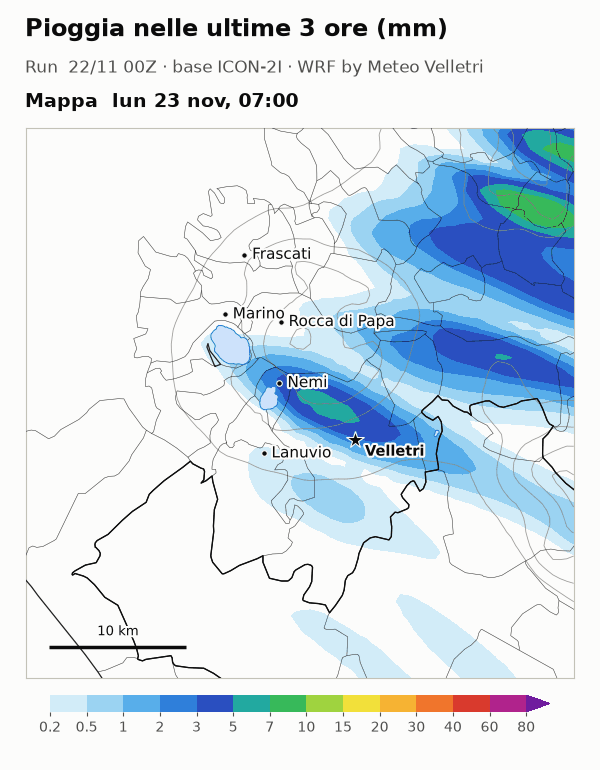 Pioggia nelle ultime 3 ore (mm)
Run  22/11 00Z · base ICON-2I · WRF by Meteo Velletri
Mappa  lun 23 nov, 07:00
Frascati
Marino
Rocca di Papa
Nemi
Velletri
Lanuvio
10 km
0.2 0.5 1 2 3 5 7 10 15 20 30 40 60 80